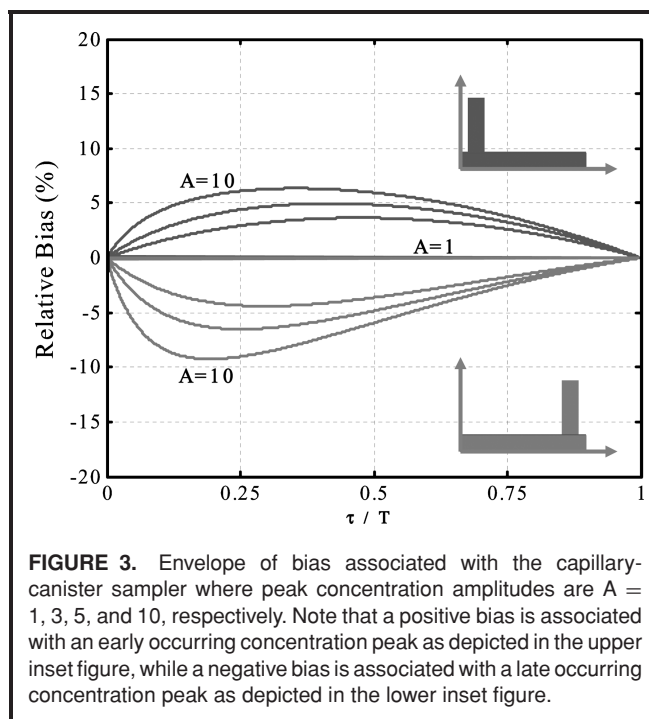 20
15
10
5
0
-5
-10
-15
-20
Relative Bias (%)
A=10
A=1
A=10
0
0.25
0.5
0.75
1
τ / T
FIGURE 3. Envelope of bias associated with the capillary-
canister sampler where peak concentration amplitudes are A =
1, 3, 5, and 10, respectively. Note that a positive bias is associated
with an early occurring concentration peak as depicted in the upper
inset figure, while a negative bias is associated with a late occurring
concentration peak as depicted in the lower inset figure.